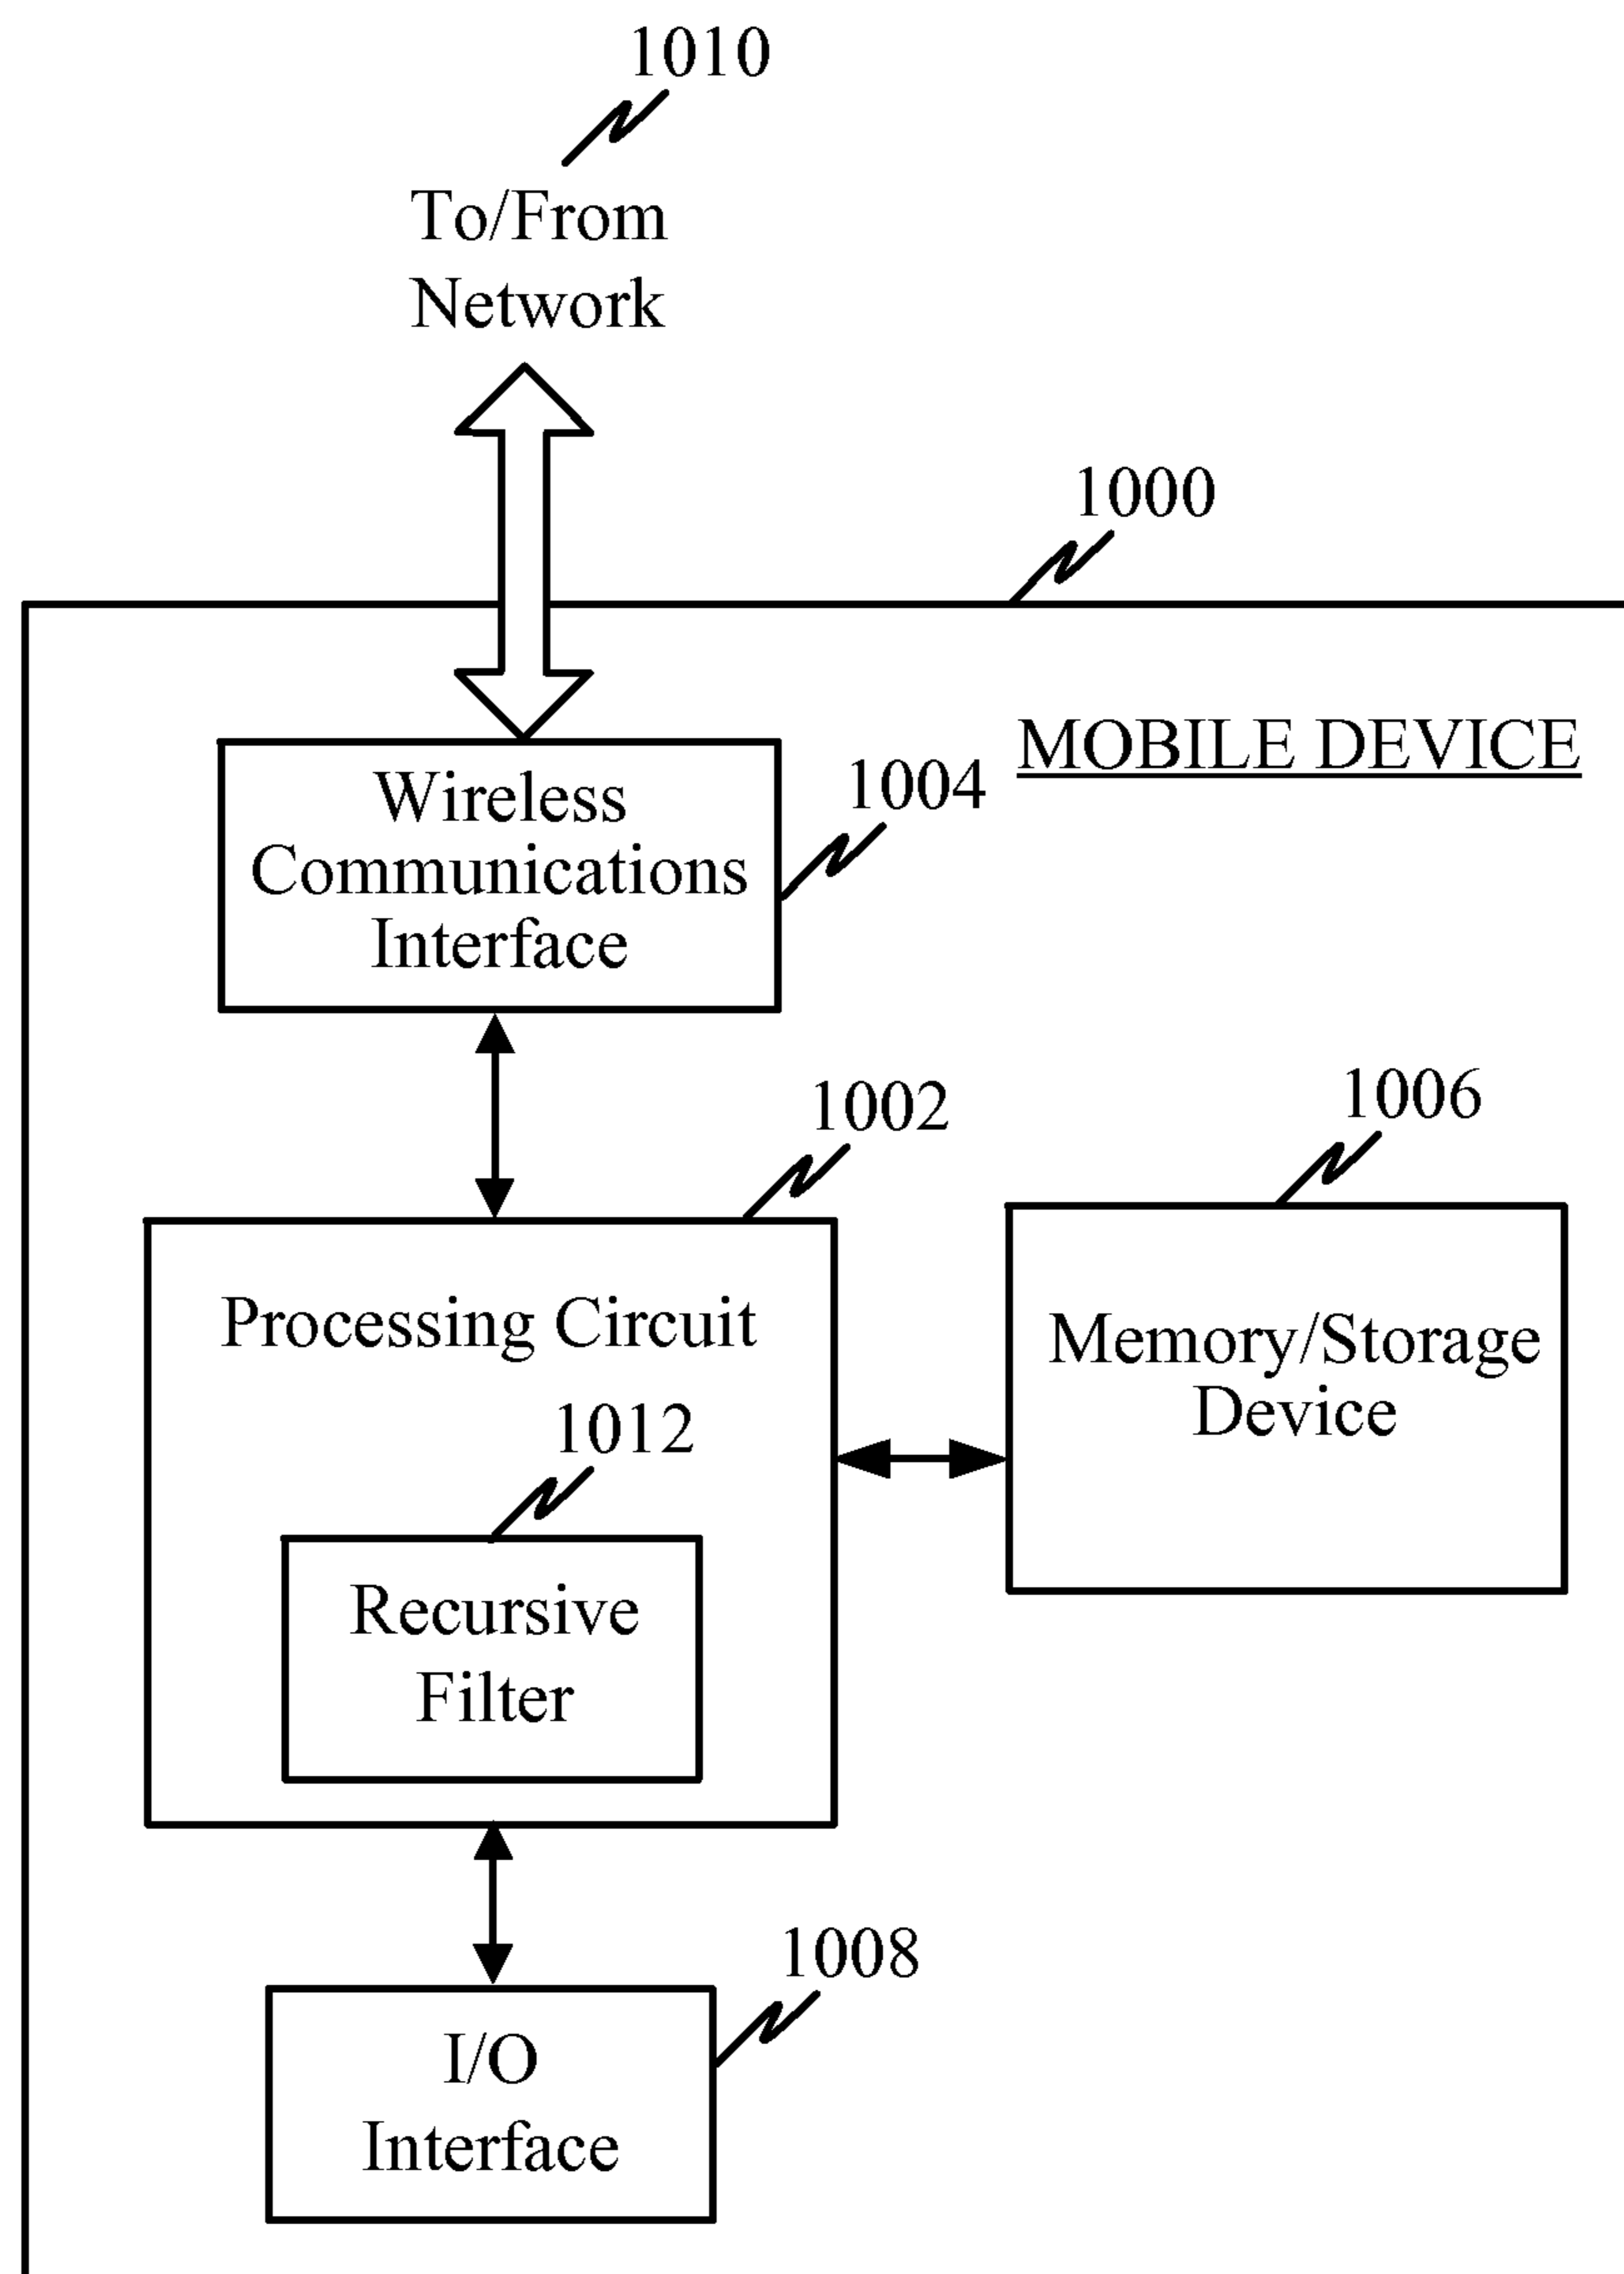 1010
To/From
Network
1000
MOBILE DEVICE
1004
Wireless
Communications
Interface
1002
1006
Processing Circuit
Memory/Storage
Device
1012
Recursive
Filter
1008
I/O
Interface